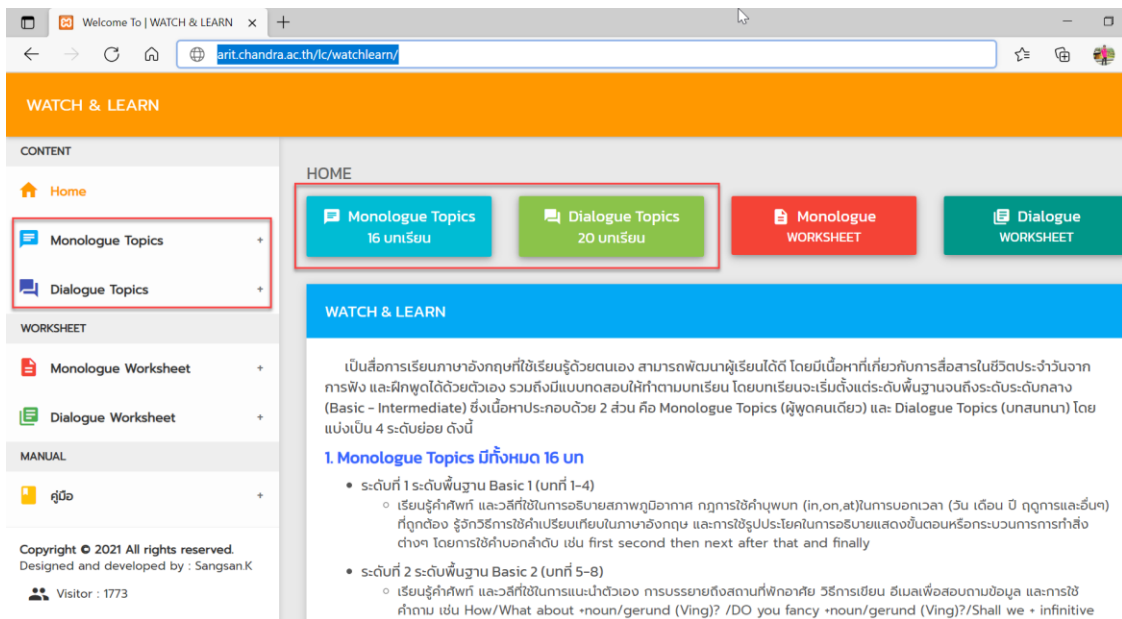 Welcome To | WATCH & LEARN
arit.chandra.ac.th/lc/watchlearn/
WATCH & LEARN
CONTENT
Home
Monologue Topics +
Dialogue Topics +
WORKSHEET
Monologue Worksheet +
Dialogue Worksheet +
MANUAL
คู่มือ +
Copyright © 2021 All rights reserved.
Designed and developed by : Sangsan.K
Visitor : 1773
HOME
Monologue Topics
16 บทเรียน
Dialogue Topics
20 บทเรียน
Monologue
WORKSHEET
Dialogue
WORKSHEET
WATCH & LEARN
เป็นสื่อการเรียนภาษาอังกฤษที่ใช้เรียนรู้ด้วยตนเอง สามารถพัฒนาผู้เรียนได้ดี โดยมีเนื้อหาที่เกี่ยวกับการสื่อสารในชีวิตประจำวันจาก
การฟัง และฝึกพูดได้ด้วยตัวเอง รวมถึงมีแบบทดสอบให้ทำตามบทเรียน โดยบทเรียนจะเริ่มตั้งแต่ระดับพื้นฐานจนถึงระดับระดับกลาง
(Basic - Intermediate) ซึ่งเนื้อหาประกอบด้วย 2 ส่วน คือ Monologue Topics (ผู้พูดคนเดียว) และ Dialogue Topics (บทสนทนา) โดย
แบ่งเป็น 4 ระดับย่อย ดังนี้
1. Monologue Topics มีทั้งหมด 16 บท
ระดับที่ 1 ระดับพื้นฐาน Basic 1 (บทที่ 1-4)
เรียนรู้คำศัพท์ และวลีที่ใช้ในการอธิบายสภาพภูมิอากาศ กฎการใช้คำบุพบท (in,on,at)ในการบอกเวลา (วัน เดือน ปี ฤดูการและอื่นๆ)
ที่ถูกต้อง รู้จักวิธีการใช้คำเปรียบเทียบในภาษาอังกฤษ และการใช้รูปประโยคในการอธิบายแสดงขั้นตอนหรือกระบวนการการทำสิ่ง
ต่างๆ โดยการใช้คำบอกลำดับ เช่น first second then next after that and finally
ระดับที่ 2 ระดับพื้นฐาน Basic 2 (บทที่ 5-8)
เรียนรู้คำศัพท์ และวลีที่ใช้ในการแนะนำตัวเอง การบรรยายถึงสถานที่พักอาศัย วิธีการเขียน อีเมลเพื่อสอบถามข้อมูล และการใช้
คำถาม เช่น How/What about +noun/gerund (Ving)? /DO you fancy +noun/gerund (Ving)?/Shall we + infinitive